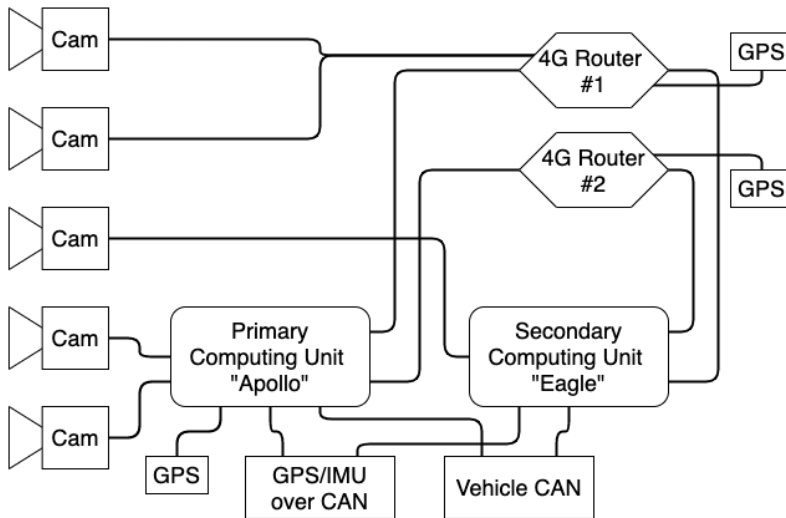 Cam
4G Router
#1
GPS
Cam
4G Router
#2
GPS
Cam
Cam
Primary
Computing Unit
"Apollo"
Secondary
Computing Unit
"Eagle"
Cam
GPS
GPS/IMU
over CAN
Vehicle CAN